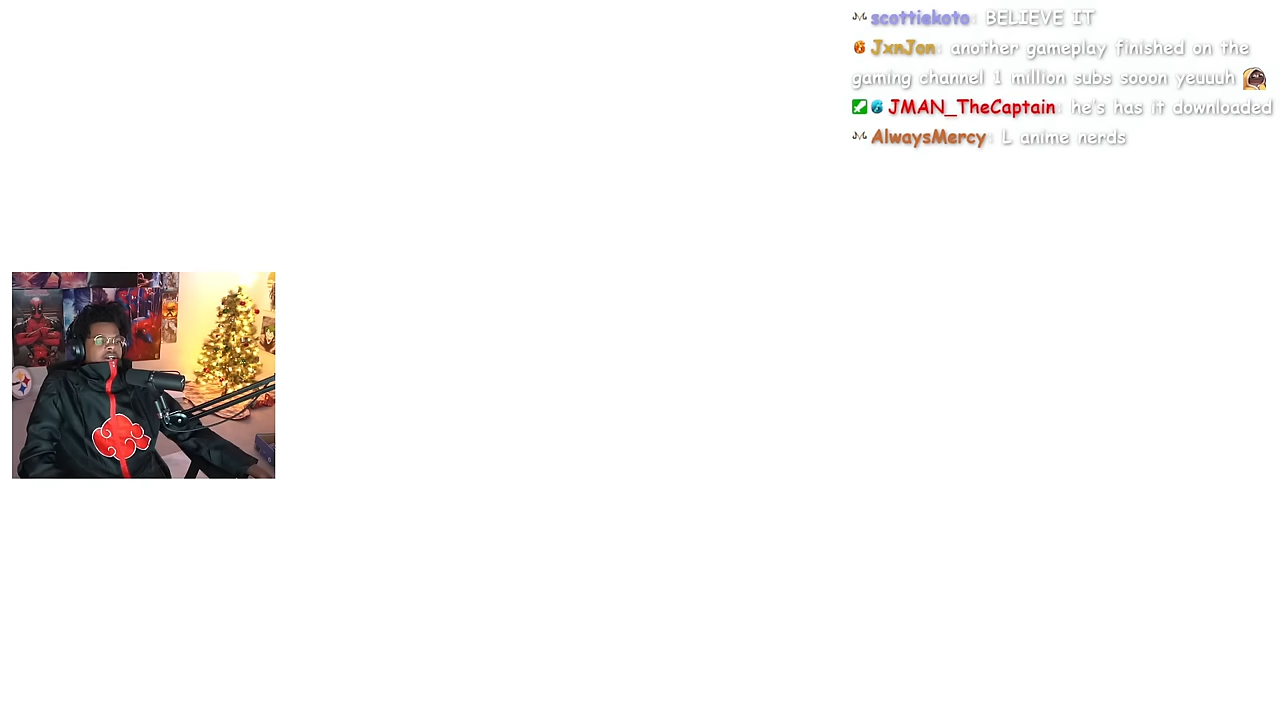 scottiekoto: BELIEVE IT
JxnJon: another gameplay finished on the
gaming channel 1 million subs sooon yeuuuh
JMAN_TheCaptain: he's has it downloaded
AlwaysMercy: L anime nerds